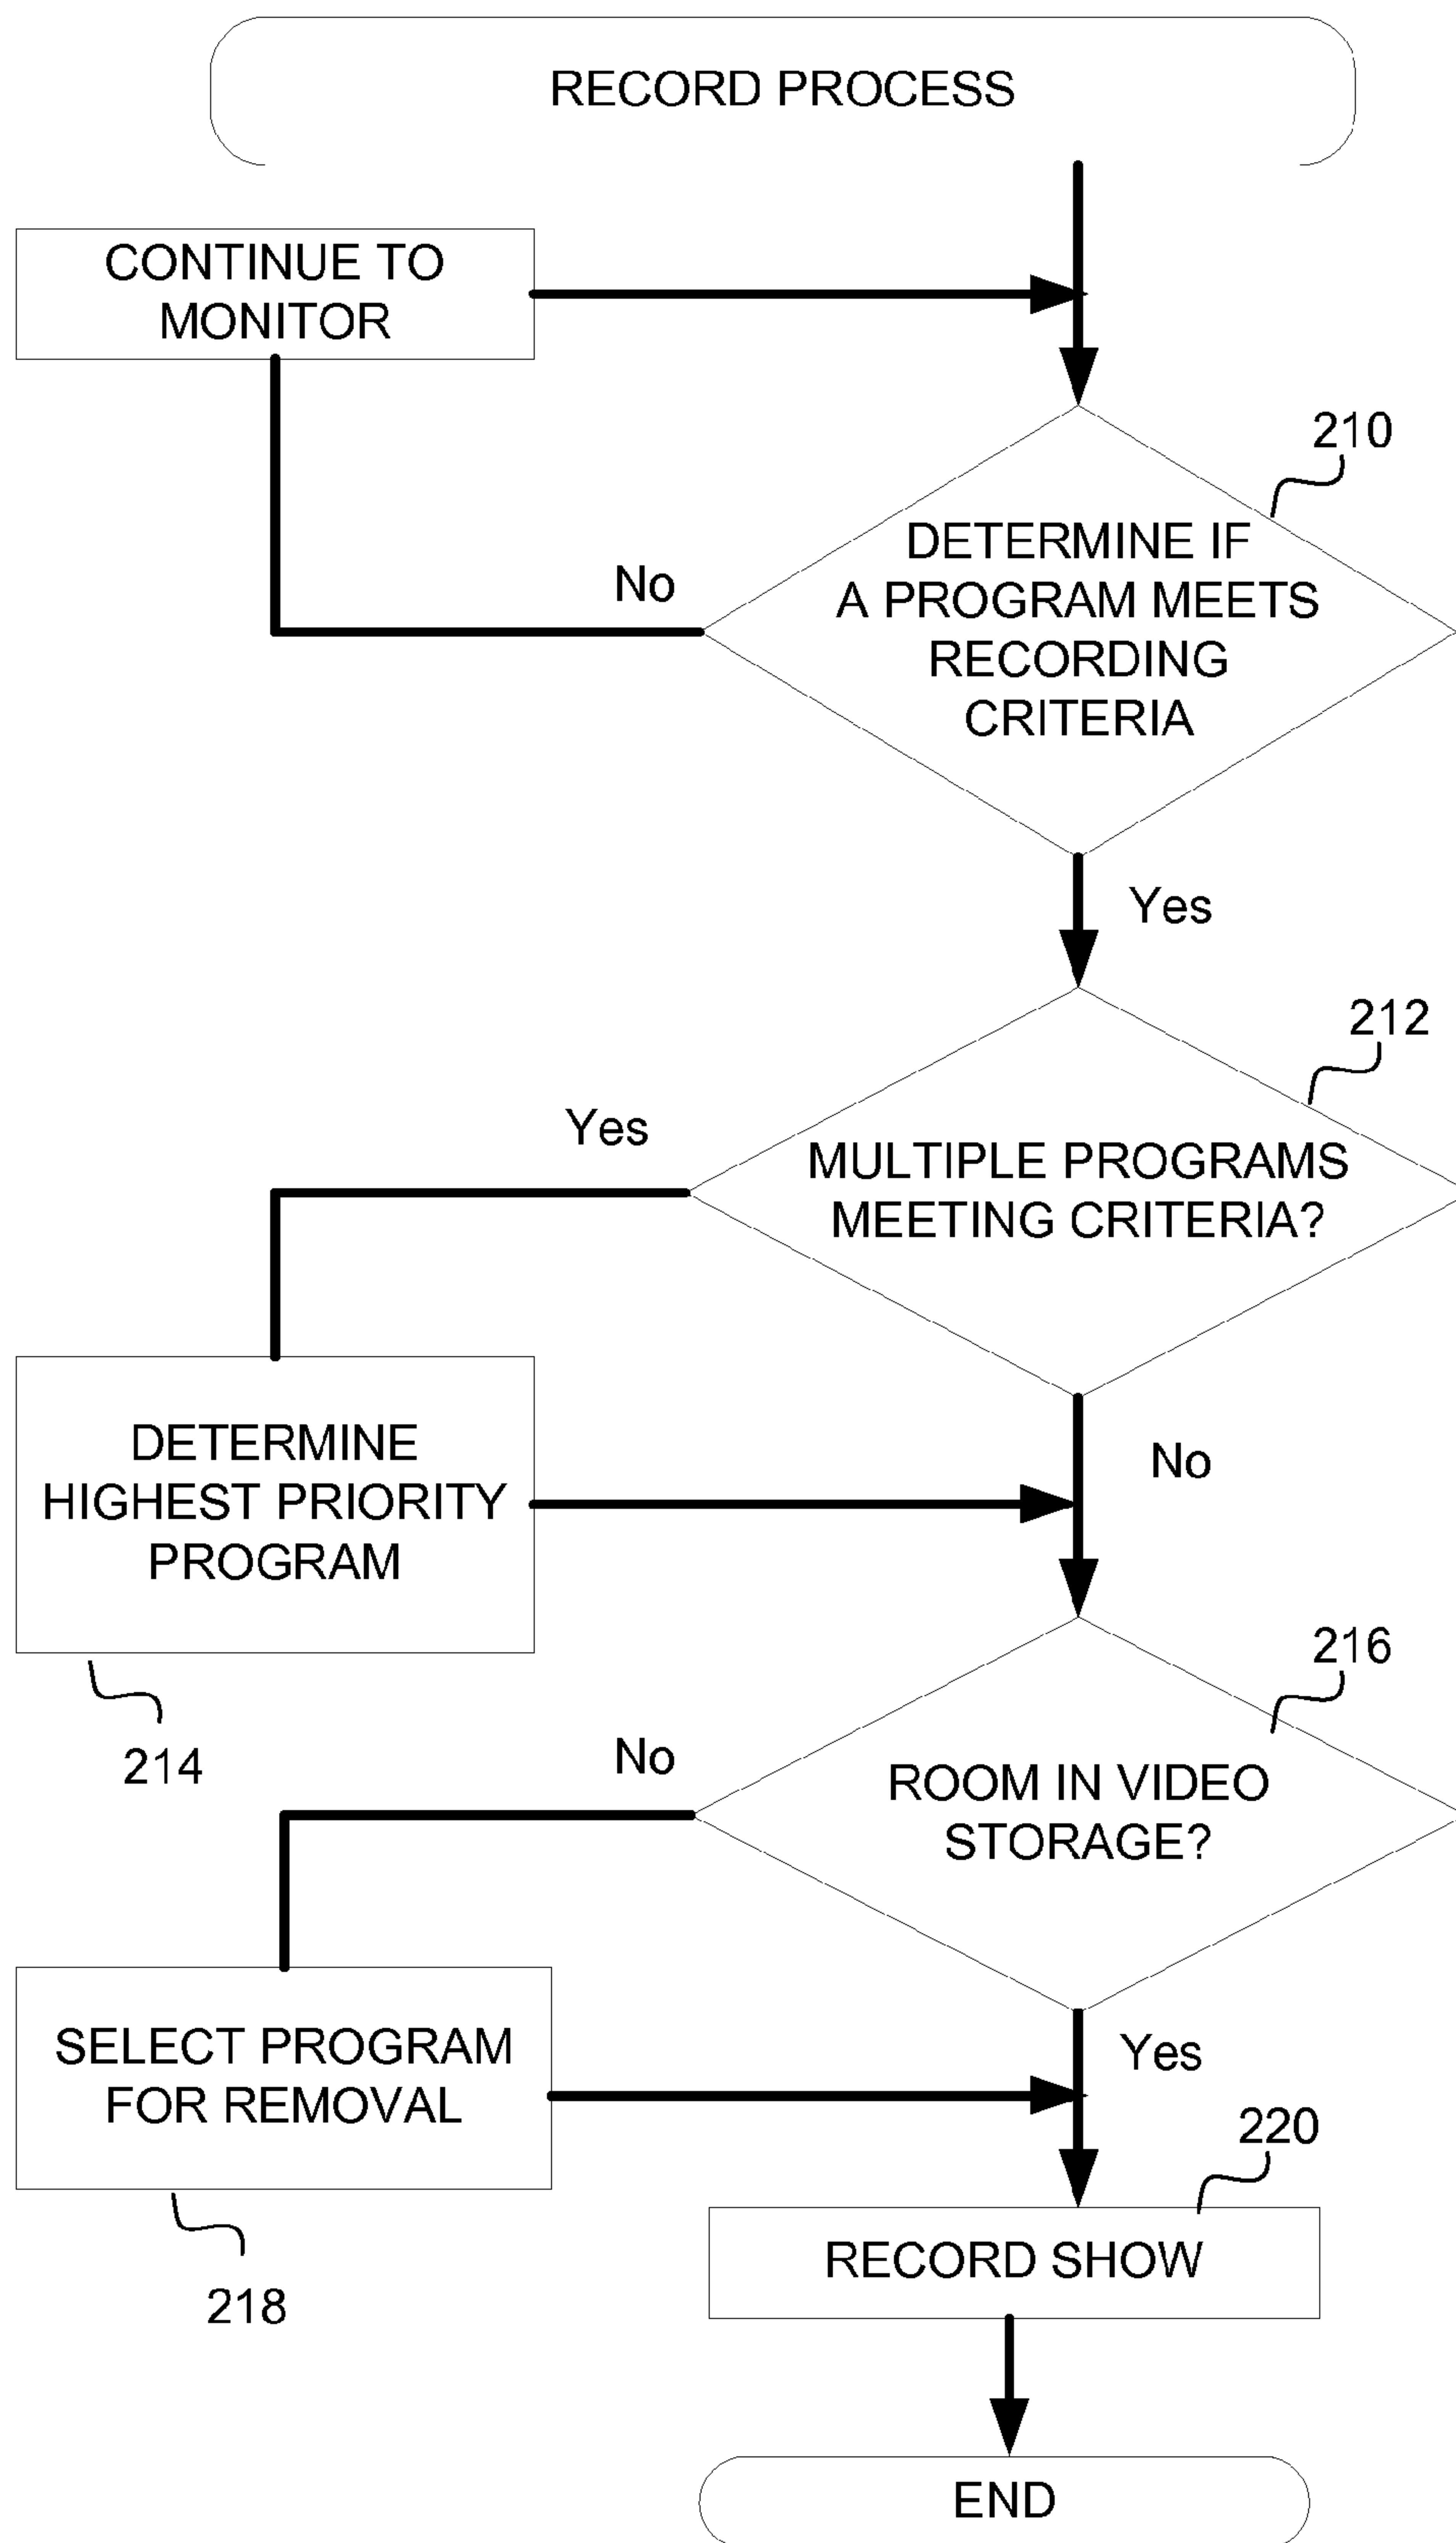 RECORD PROCESS
CONTINUE TO
MONITOR
210
DETERMINE IF
A PROGRAM MEETS
RECORDING
CRITERIA
No
Yes
212
Yes
MULTIPLE PROGRAMS
MEETING CRITERIA?
DETERMINE
HIGHEST PRIORITY
PROGRAM
No
214
216
No
ROOM IN VIDEO
STORAGE?
SELECT PROGRAM
FOR REMOVAL
Yes
220
218
RECORD SHOW
END